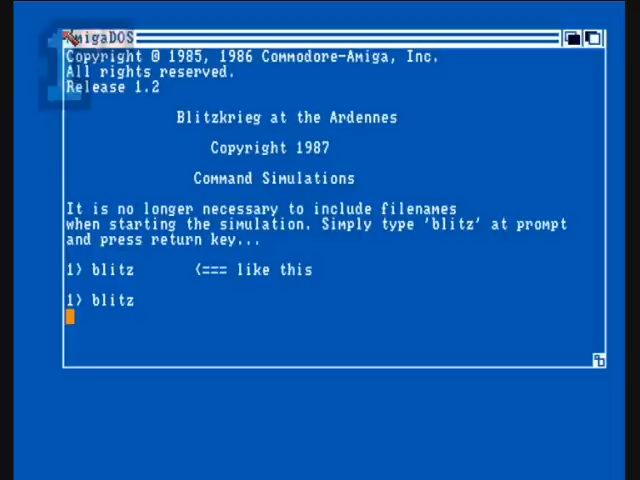 AmigaDOS
Copyright © 1985, 1986 Commodore-Amiga, Inc.
All rights reserved.
Release 1.2
Blitzkrieg at the Ardennes
Copyright 1987
Command Simulations
It is no longer necessary to include filenames
when starting the simulation. Simply type 'blitz' at prompt
and press return key...
1> blitz <=== like this
1> blitz